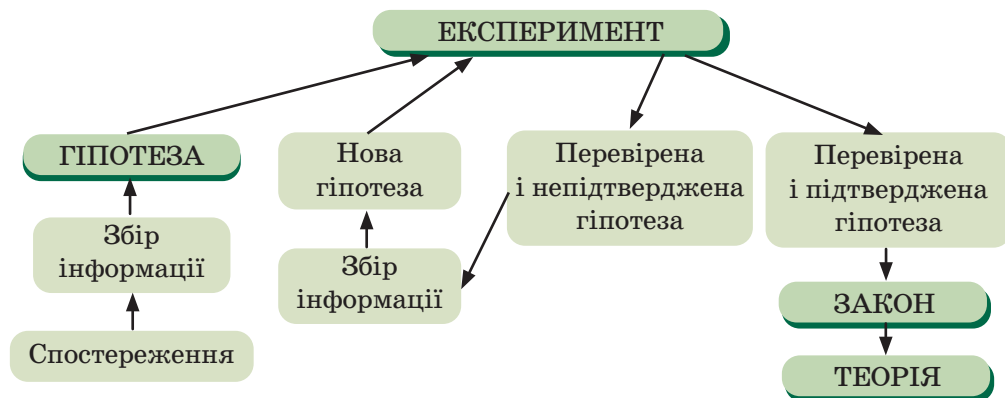 ЕКСПЕРИМЕНТ
ГІПОТЕЗА
Збір
інформації
Спостереження
Нова
гіпотеза
Збір
інформації
Перевірена
і непідтверджена
гіпотеза
Перевірена
і підтверджена
гіпотеза
ЗАКОН
ТЕОРІЯ